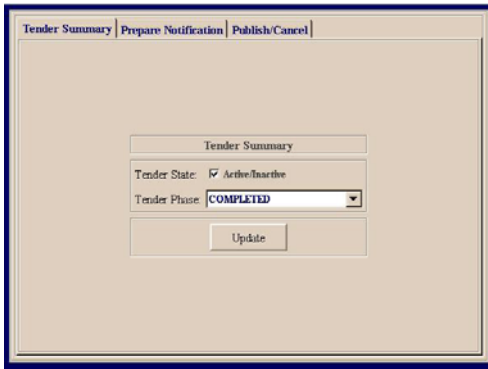 Tender Summary Prepare Notification Publish/Cancel
Tender Summary
Tender State: Active/Inactive
Tender Phase: COMPLETED
Update